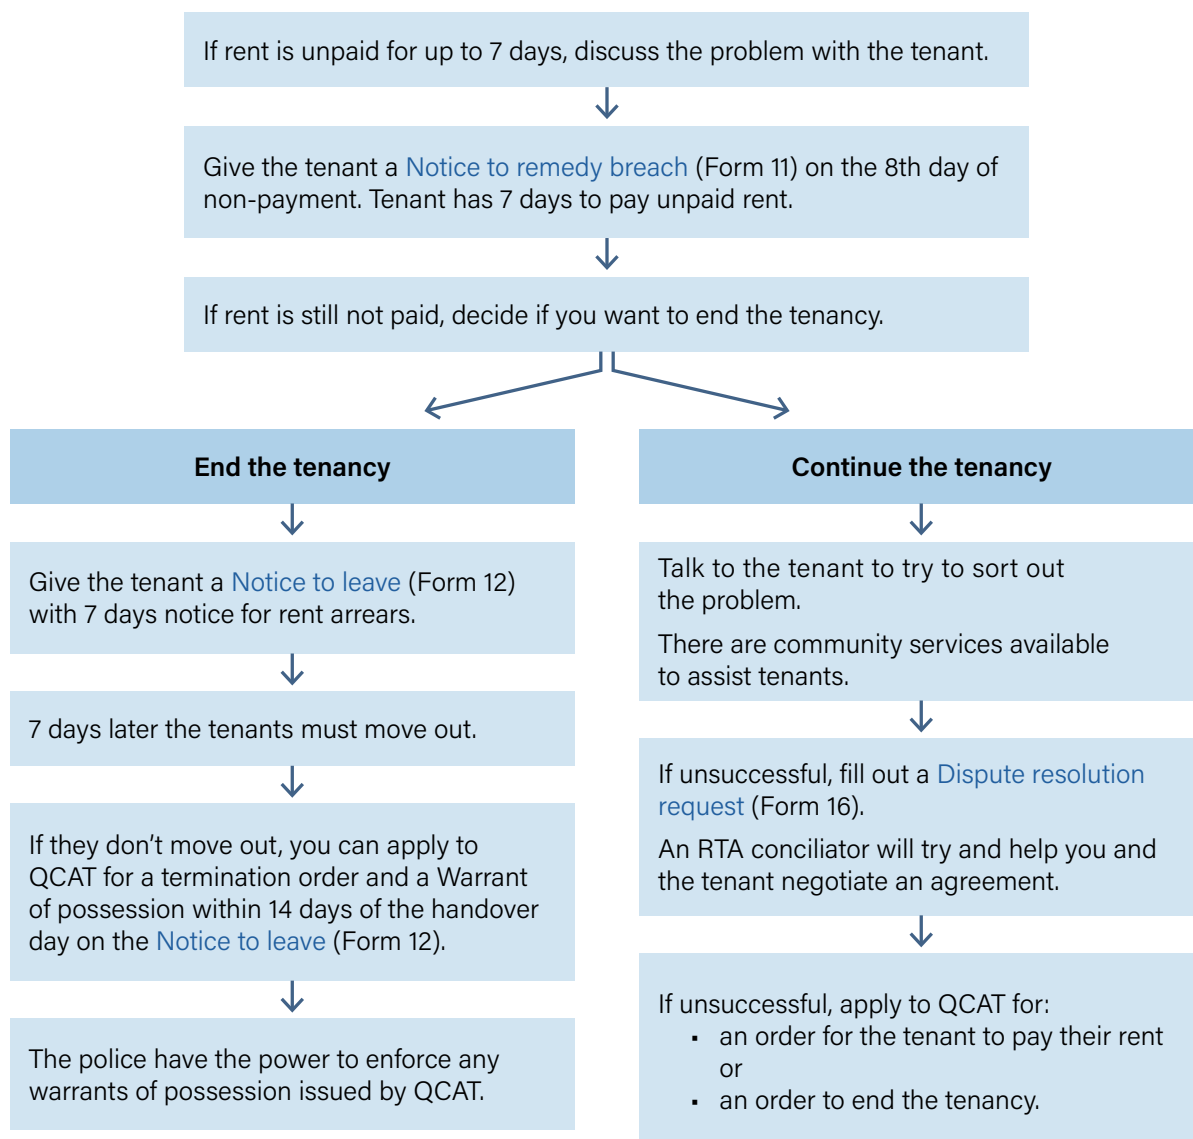 If rent is unpaid for up to 7 days, discuss the problem with the tenant.
Give the tenant a Notice to remedy breach (Form 11) on the 8th day of
non-payment. Tenant has 7 days to pay unpaid rent.
If rent is still not paid, decide if you want to end the tenancy.
End the tenancy
Give the tenant a Notice to leave (Form 12)
with 7 days notice for rent arrears.
7 days later the tenants must move out.
If they don’t move out, you can apply to
QCAT for a termination order and a Warrant
of possession within 14 days of the handover
day on the Notice to leave (Form 12).
The police have the power to enforce any
warrants of possession issued by QCAT.
Continue the tenancy
Talk to the tenant to try to sort out
the problem.
There are community services available
to assist tenants.
If unsuccessful, fill out a Dispute resolution
request (Form 16).
An RTA conciliator will try and help you and
the tenant negotiate an agreement.
If unsuccessful, apply to QCAT for:
▪ an order for the tenant to pay their rent
or
▪ an order to end the tenancy.